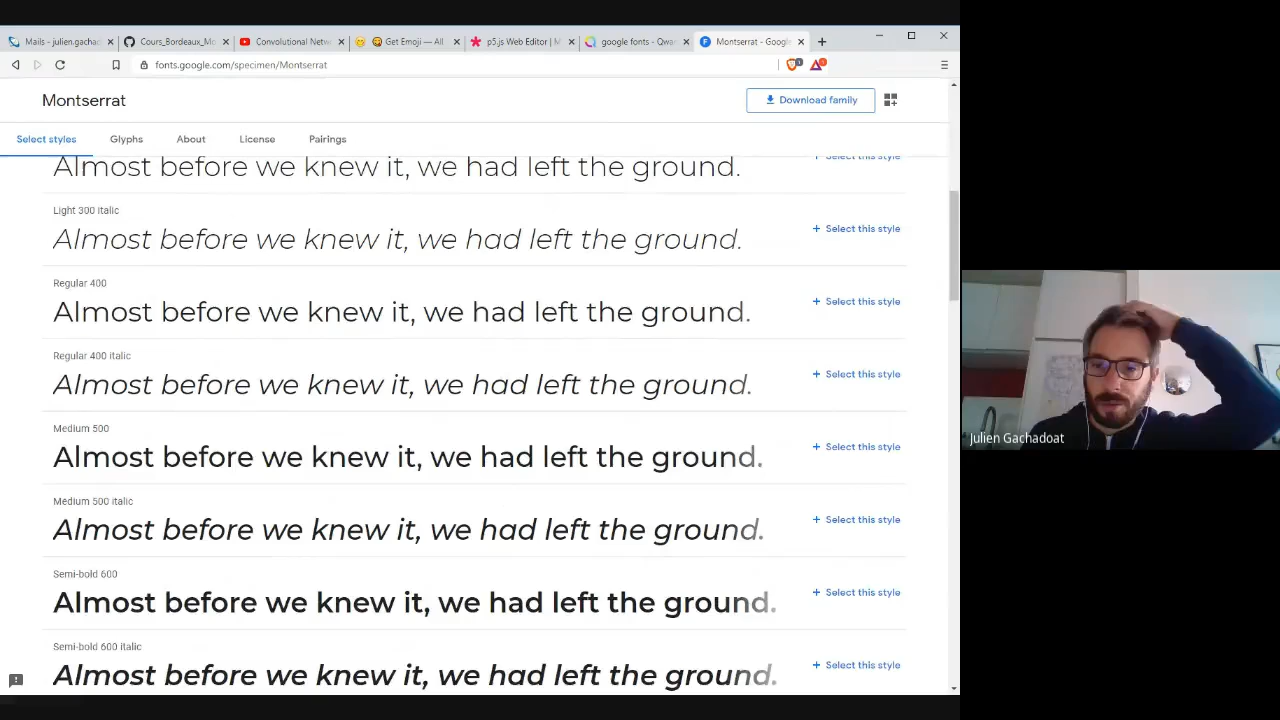 Mails - julien.gachad
Cours_Bordeaux_Mo
Convolutional Netw
Get Emoji — All
p5.js Web Editor | M
google fonts - Qwa
Montserrat - Google
fonts.google.com/specimen/Montserrat
Montserrat
Download family
Select styles
Glyphs
About
License
Pairings
Almost before we knew it, we had left the ground.
+ Select this style
Light 300 italic
Almost before we knew it, we had left the ground.
+ Select this style
Regular 400
Almost before we knew it, we had left the ground.
+ Select this style
Regular 400 italic
Almost before we knew it, we had left the ground.
+ Select this style
Medium 500
Almost before we knew it, we had left the ground.
+ Select this style
Medium 500 italic
Almost before we knew it, we had left the ground.
+ Select this style
Semi-bold 600
Almost before we knew it, we had left the ground.
+ Select this style
Semi-bold 600 italic
Almost before we knew it, we had left the ground.
+ Select this style
Julien Gachadoat